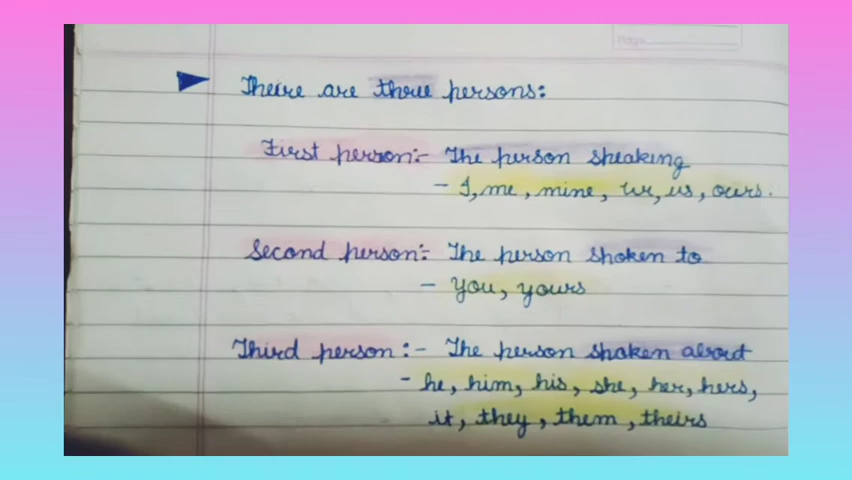 Page
There are three persons:
First person:- The person speaking
- I, me, mine, we, us, ours.
Second person:- The person spoken to
- you, yours
Third person:- The person spoken about
- he, him, his, she, her, hers,
it, they, them, theirs